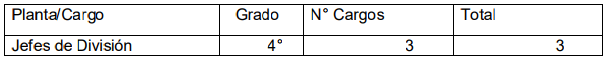 Planta/Cargo Grado N° Cargos Total
Jefes de División 4° 3 3